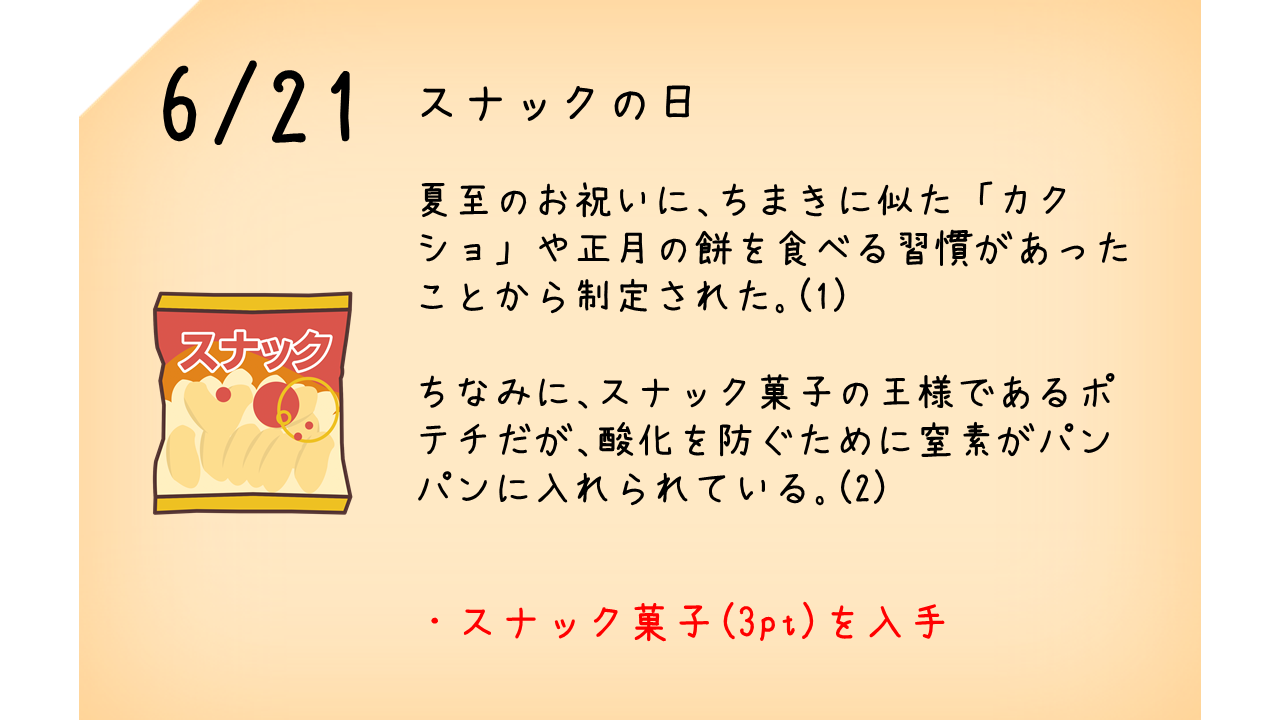 6/21
スナックの日
夏至のお祝いに、ちまきに似た「カク
ショ」や正月の餅を食べる習慣があった
ことから制定された。(1)
スナック
ちなみに、スナック菓子の王様であるポ
テチだが、酸化を防ぐために窒素がパン
パンに入れられている。(2)
・スナック菓子(3pt)を入手